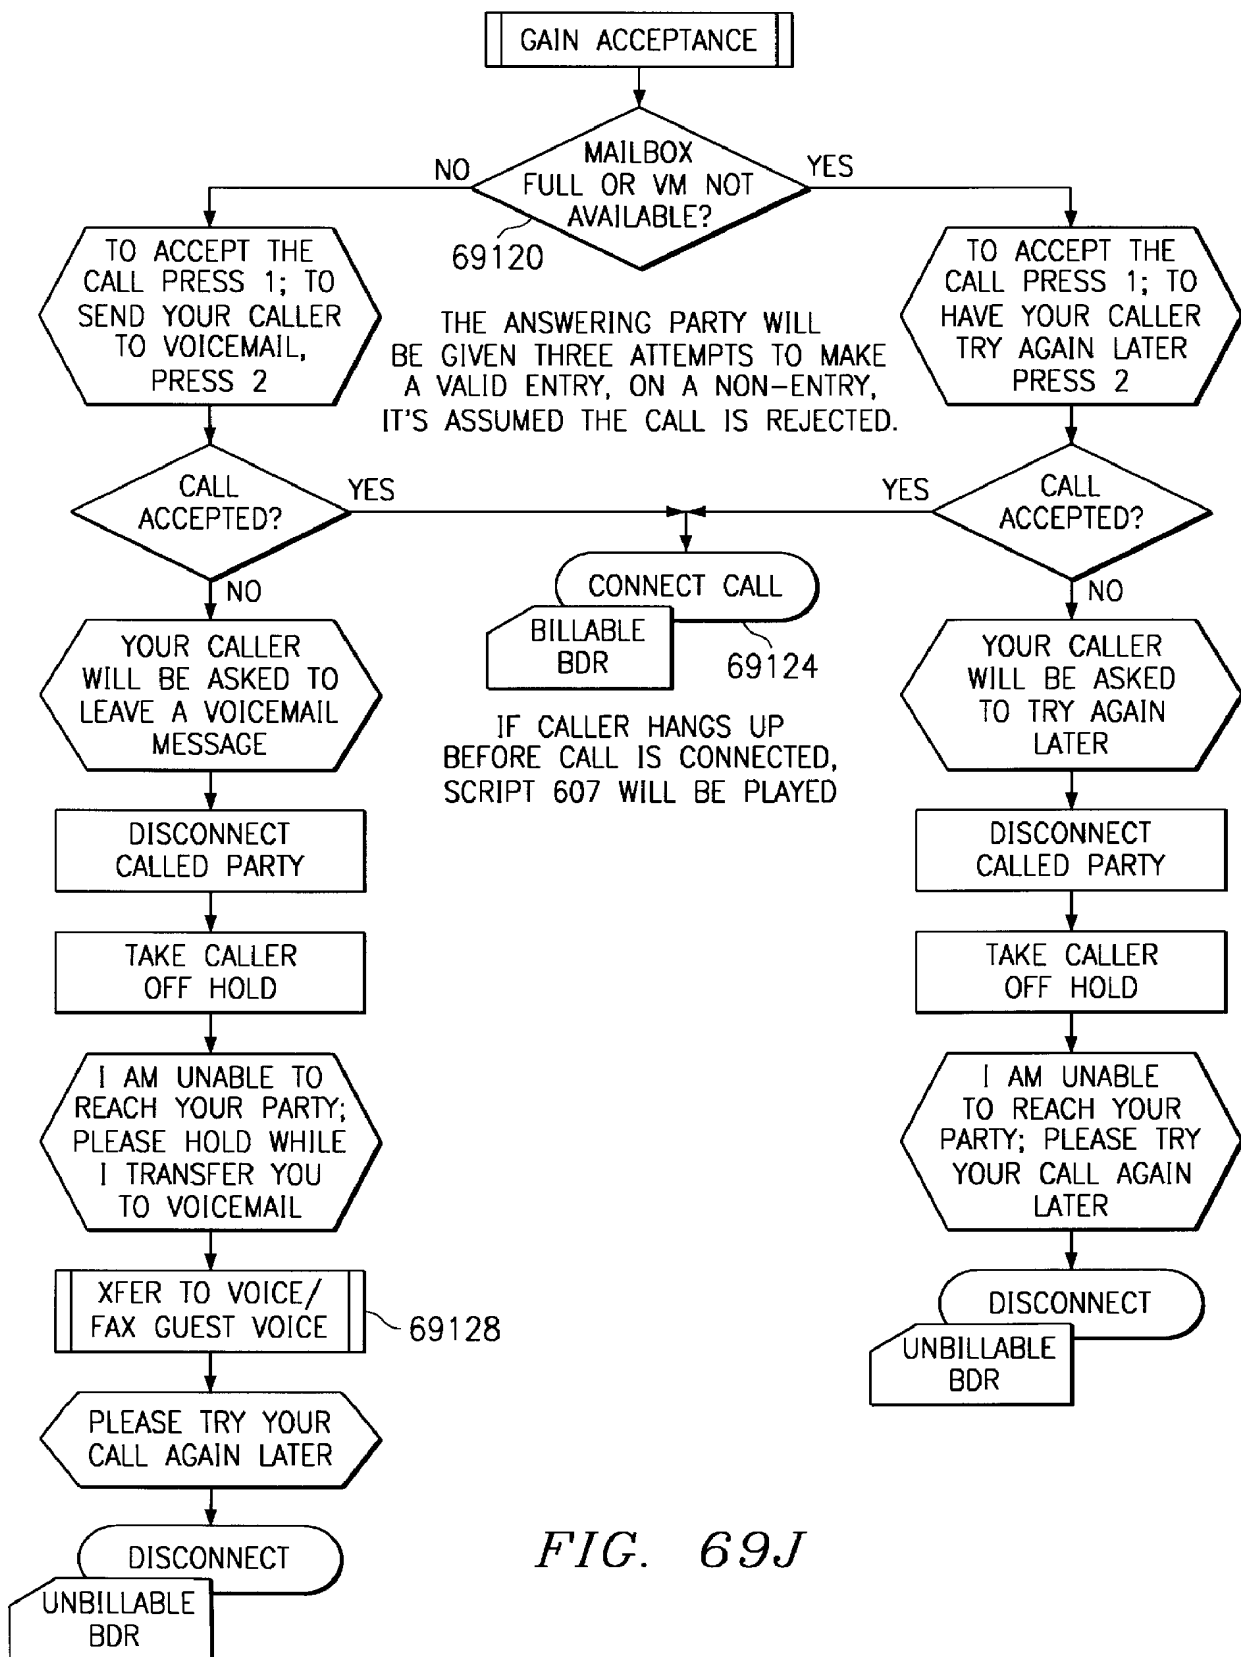 GAIN ACCEPTANCE
MAILBOX
FULL OR VM NOT
AVAILABLE?
NO
YES
69120
TO ACCEPT THE
CALL PRESS 1; TO
SEND YOUR CALLER
TO VOICEMAIL,
PRESS 2
TO ACCEPT THE
CALL PRESS 1; TO
HAVE YOUR CALLER
TRY AGAIN LATER
PRESS 2
THE ANSWERING PARTY WILL
BE GIVEN THREE ATTEMPTS TO MAKE
A VALID ENTRY, ON A NON-ENTRY,
IT'S ASSUMED THE CALL IS REJECTED.
CALL
ACCEPTED?
YES
YES
CALL
ACCEPTED?
NO
CONNECT CALL
BILLABLE
BDR
69124
NO
YOUR CALLER
WILL BE ASKED TO
LEAVE A VOICEMAIL
MESSAGE
IF CALLER HANGS UP
BEFORE CALL IS CONNECTED,
SCRIPT 607 WILL BE PLAYED
YOUR CALLER
WILL BE ASKED
TO TRY AGAIN
LATER
DISCONNECT
CALLED PARTY
DISCONNECT
CALLED PARTY
TAKE CALLER
OFF HOLD
TAKE CALLER
OFF HOLD
I AM UNABLE TO
REACH YOUR PARTY;
PLEASE HOLD WHILE
I TRANSFER YOU
TO VOICEMAIL
I AM UNABLE
TO REACH YOUR
PARTY; PLEASE TRY
YOUR CALL AGAIN
LATER
XFER TO VOICE/
FAX GUEST VOICE
69128
DISCONNECT
UNBILLABLE
BDR
PLEASE TRY YOUR
CALL AGAIN LATER
DISCONNECT
UNBILLABLE
BDR
FIG. 69J